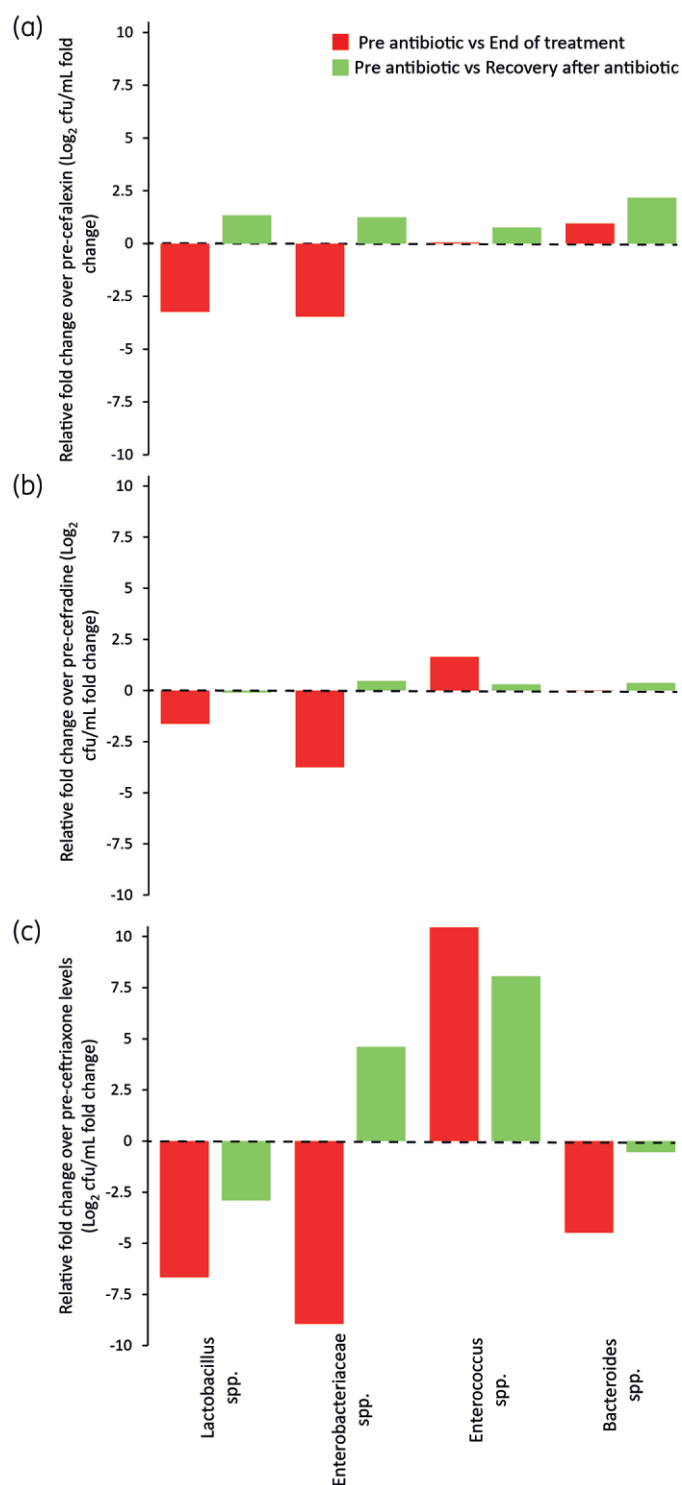 (a)
Relative fold change over pre-cefalexin (Log2 cfu/mL fold
change)
10
7.5
5
2.5
0
-2.5
-5
-7.5
-10
Pre antibiotic vs End of treatment
Pre antibiotic vs Recovery after antibiotic
(b)
Relative fold change over pre-cefradine (Log2
cfu/mL fold change)
10
7.5
5
2.5
0
-2.5
-5
-7.5
-10
(c)
Relative fold change over pre-ceftriaxone levels
(Log2 cfu/mL fold change)
10
7.5
5
2.5
0
-2.5
-5
-7.5
-10
Lactobacillus
spp.
Enterobacteriaceae
spp.
Enterococcus
spp.
Bacteroides
spp.